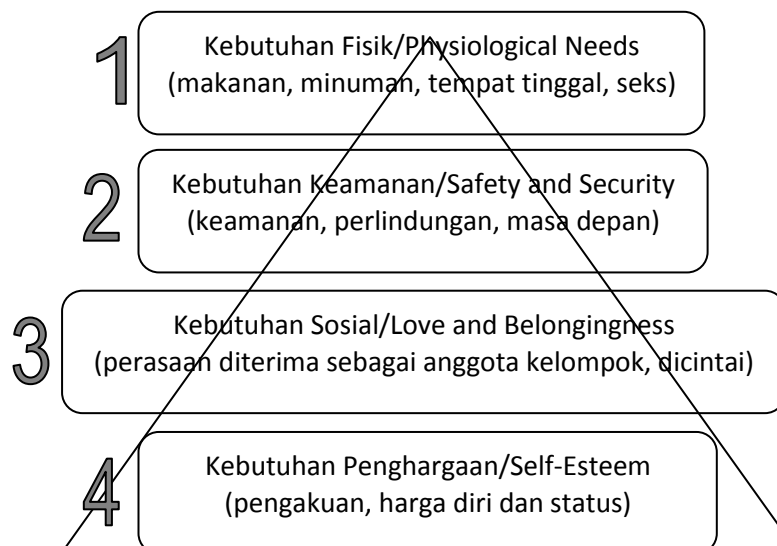 1
Kebutuhan Fisik/Physiological Needs
(makanan, minuman, tempat tinggal, seks)
2
Kebutuhan Keamanan/Safety and Security
(keamanan, perlindungan, masa depan)
3
Kebutuhan Sosial/Love and Belongingness
(perasaan diterima sebagai anggota kelompok, dicintai)
4
Kebutuhan Penghargaan/Self-Esteem
(pengakuan, harga diri dan status)